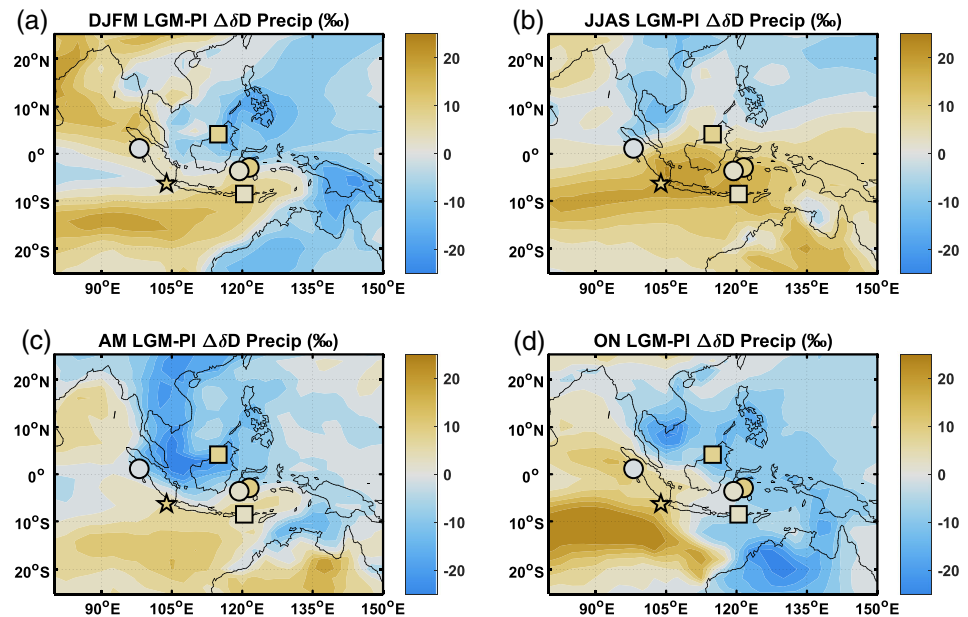 (a) DJFM LGM-PI ΔδD Precip (‰)
20°N
10°N
0°
10°S
20°S
90°E 105°E 120°E 135°E 150°E
20
10
0
-10
-20
(b) JJAS LGM-PI ΔδD Precip (‰)
20°N
10°N
0°
10°S
20°S
90°E 105°E 120°E 135°E 150°E
20
10
0
-10
-20
(c) AM LGM-PI ΔδD Precip (‰)
20°N
10°N
0°
10°S
20°S
90°E 105°E 120°E 135°E 150°E
20
10
0
-10
-20
(d) ON LGM-PI ΔδD Precip (‰)
20°N
10°N
0°
10°S
20°S
90°E 105°E 120°E 135°E 150°E
20
10
0
-10
-20